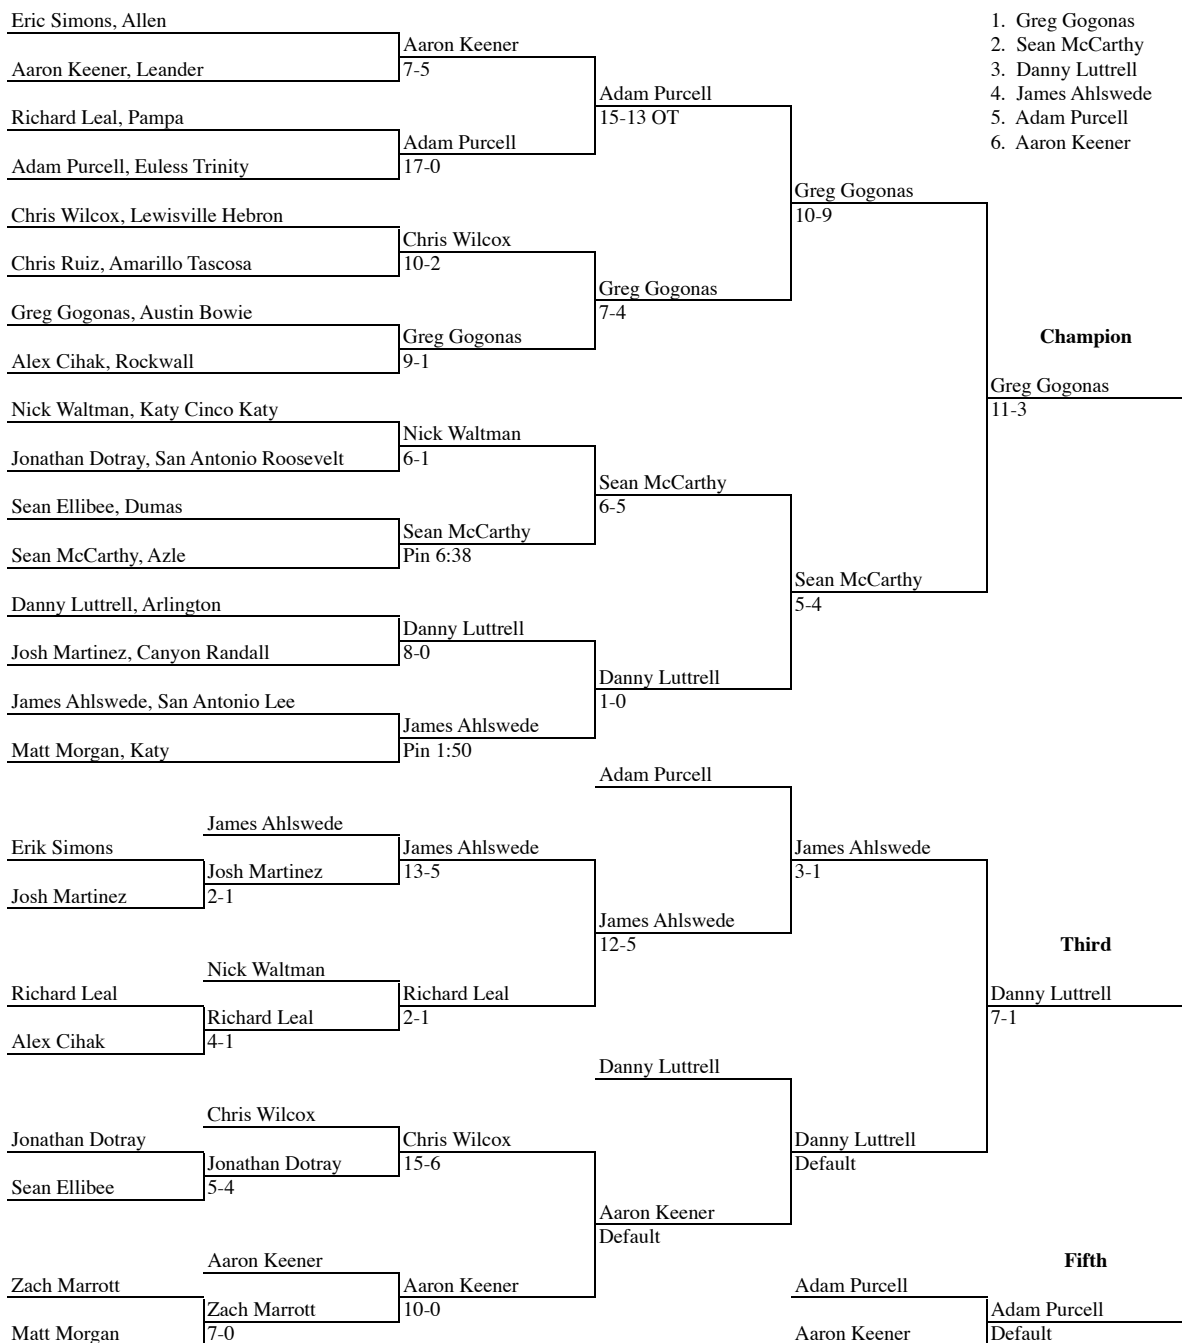 Eric Simons, Allen
Aaron Keener
Aaron Keener, Leander
7-5
Adam Purcell
15-13 OT
Richard Leal, Pampa
Adam Purcell
Adam Purcell, Euless Trinity
17-0
Greg Gogonas
10-9
Chris Wilcox, Lewisville Hebron
Chris Wilcox
Chris Ruiz, Amarillo Tascosa
10-2
Greg Gogonas
7-4
Greg Gogonas, Austin Bowie
Greg Gogonas
Alex Cihak, Rockwall
9-1
1. Greg Gogonas
2. Sean McCarthy
3. Danny Luttrell
4. James Ahlswede
5. Adam Purcell
6. Aaron Keener
Champion
Greg Gogonas
11-3
Nick Waltman, Katy Cinco Katy
Nick Waltman
Jonathan Dotray, San Antonio Roosevelt
6-1
Sean McCarthy
6-5
Sean Ellibee, Dumas
Sean McCarthy
Sean McCarthy, Azle
Pin 6:38
Sean McCarthy
5-4
Danny Luttrell, Arlington
Danny Luttrell
Josh Martinez, Canyon Randall
8-0
Danny Luttrell
1-0
James Ahlswede, San Antonio Lee
James Ahlswede
Matt Morgan, Katy
Pin 1:50
Adam Purcell
James Ahlswede
Erik Simons
James Ahlswede
James Ahlswede
Josh Martinez
13-5
3-1
Josh Martinez
2-1
James Ahlswede
12-5
Third
Nick Waltman
Richard Leal
Richard Leal
Danny Luttrell
Richard Leal
2-1
7-1
Alex Cihak
4-1
Danny Luttrell
Chris Wilcox
Jonathan Dotray
Chris Wilcox
Danny Luttrell
Jonathan Dotray
15-6
Default
Sean Ellibee
5-4
Aaron Keener
Default
Aaron Keener
Fifth
Zach Marrott
Aaron Keener
Adam Purcell
Zach Marrott
10-0
Adam Purcell
Matt Morgan
7-0
Aaron Keener
Default